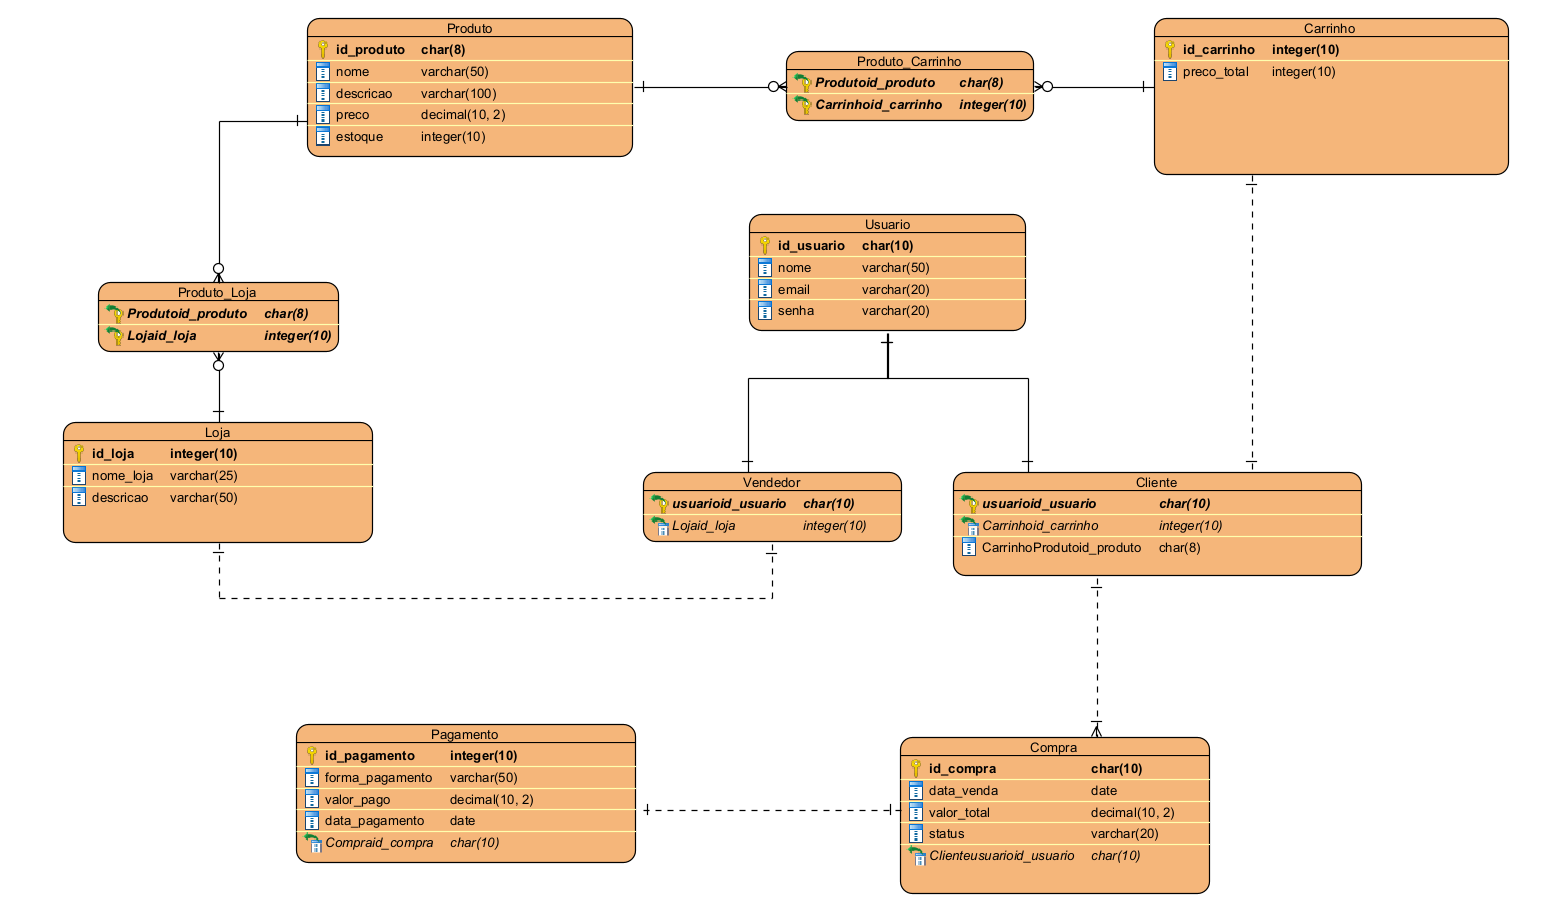 Produto
id_produto char(8)
nome varchar(50)
descricao varchar(100)
preco decimal(10, 2)
estoque integer(10)
Produto_Carrinho
Produtoid_produto char(8)
Carrinhoid_carrinho integer(10)
Carrinho
id_carrinho integer(10)
preco_total integer(10)
Usuario
id_usuario char(10)
nome varchar(50)
email varchar(20)
senha varchar(20)
Produto_Loja
Produtoid_produto char(8)
Lojaid_loja integer(10)
Loja
id_loja integer(10)
nome_loja varchar(25)
descricao varchar(50)
Vendedor
usuarioid_usuario char(10)
Lojaid_loja integer(10)
Cliente
usuarioid_usuario char(10)
Carrinhoid_carrinho integer(10)
CarrinhoProdutoid_produto char(8)
Pagamento
id_pagamento integer(10)
forma_pagamento varchar(50)
valor_pago decimal(10, 2)
data_pagamento date
Compraid_compra char(10)
Compra
id_compra char(10)
data_venda date
valor_total decimal(10, 2)
status varchar(20)
Clienteusuarioid_usuario char(10)